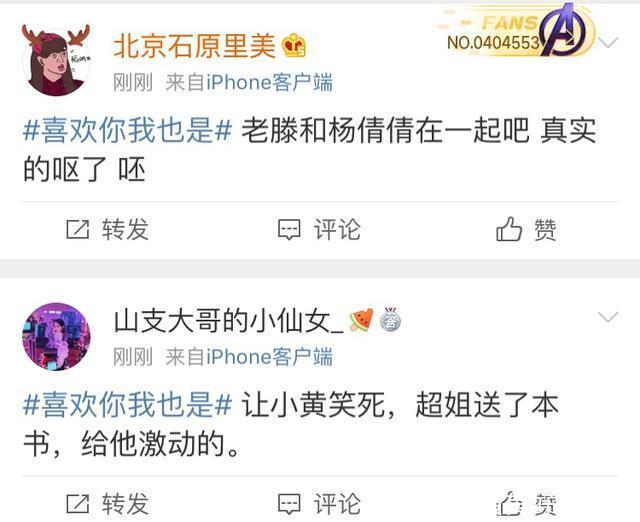 北京石原里美
FANS
NO.0404553
刚刚 来自iPhone客户端
#喜欢你我也是# 老滕和杨倩倩在一起吧 真实
的呕了 呸
转发 评论 赞
山支大哥的小仙女_
刚刚 来自iPhone客户端
#喜欢你我也是# 让小黄笑死，超姐送了本
书，给他激动的。
转发 评论 赞